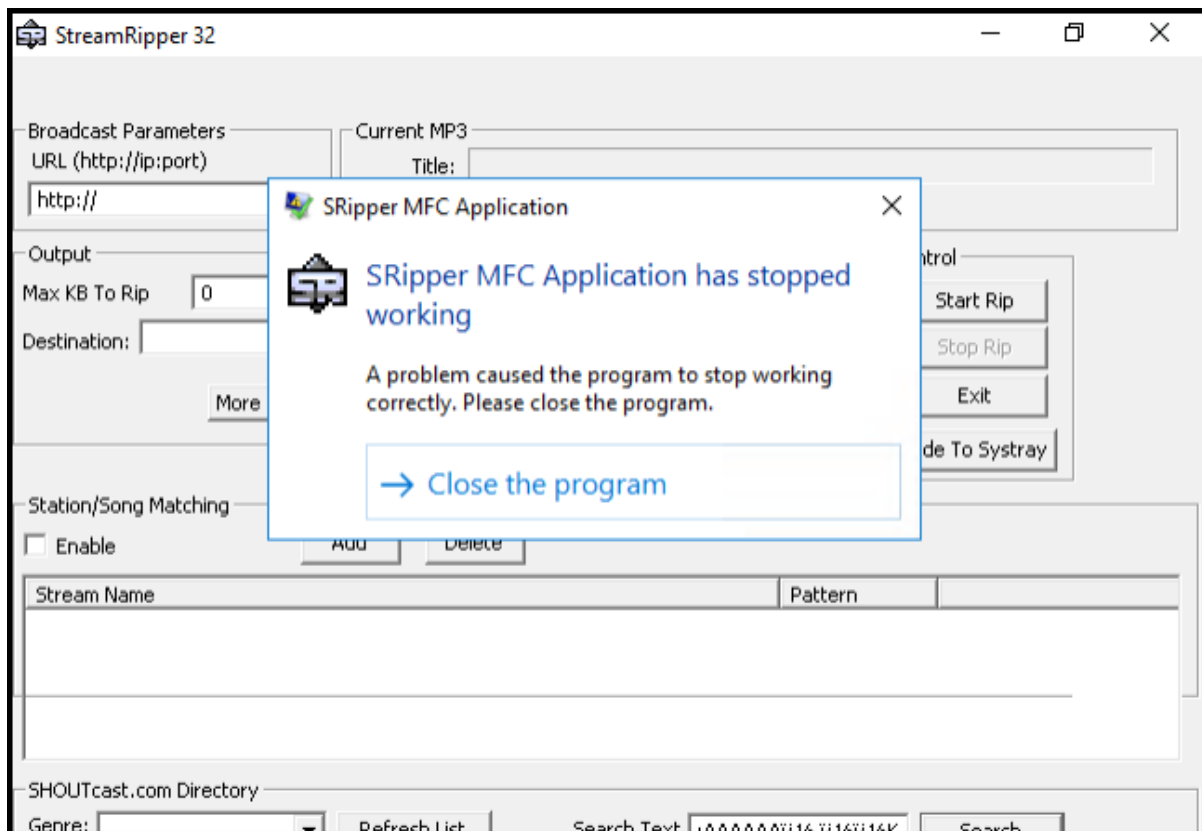 StreamRipper 32
Broadcast Parameters
URL (http://ip:port)
http://
Current MP3
Title:
SRipper MFC Application
SRipper MFC Application has stopped
working
A problem caused the program to stop working
correctly. Please close the program.
→ Close the program
Output
Max KB To Rip 0
Destination:
More
Start Rip
Stop Rip
Exit
de To Systray
Station/Song Matching
Enable
Add Delete
Stream Name Pattern
SHOUTcast.com Directory
Genre: Refresh List Search Text Search